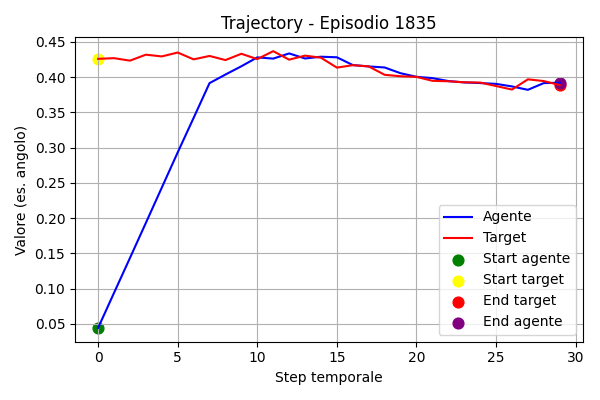 Trajectory - Episodio 1835
Valore (es. angolo)
0.45
0.40
0.35
0.30
0.25
0.20
0.15
0.10
0.05
Agente
Target
Start agente
Start target
End target
End agente
0 5 10 15 20 25 30
Step temporale